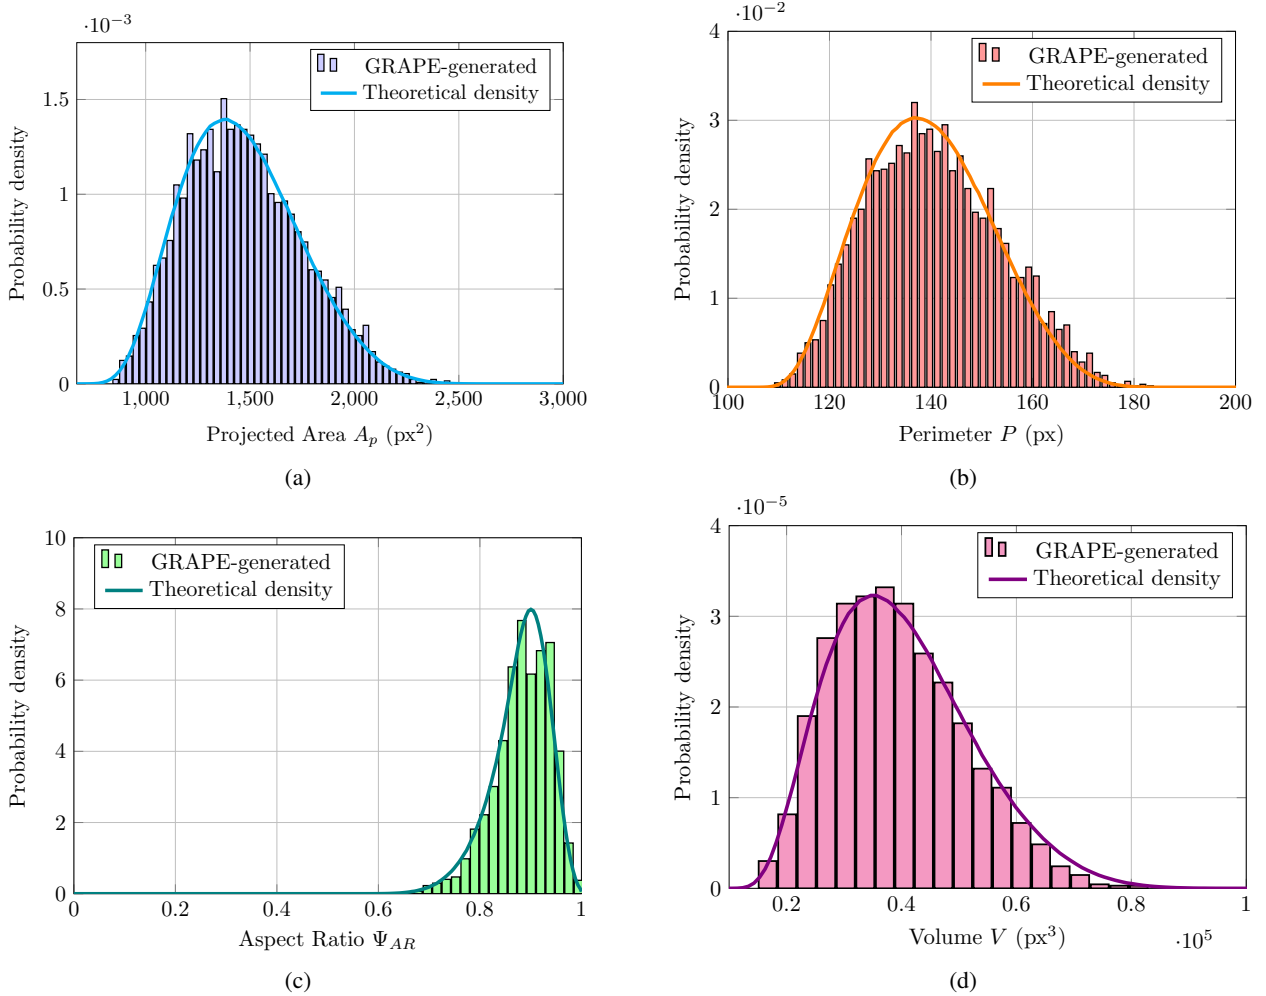 ·10⁻³
GRAPE-generated
Theoretical density
Probability density
1.5
1
0.5
0
1,000 1,500 2,000 2,500 3,000
Projected Area Aₚ (px²)
(a)
·10⁻²
GRAPE-generated
Theoretical density
Probability density
4
3
2
1
0
100 120 140 160 180 200
Perimeter P (px)
(b)
GRAPE-generated
Theoretical density
Probability density
10
8
6
4
2
0
0 0.2 0.4 0.6 0.8 1
Aspect Ratio Ψ_AR
(c)
·10⁻⁵
GRAPE-generated
Theoretical density
Probability density
4
3
2
1
0
0.2 0.4 0.6 0.8 1
Volume V (px³)
·10⁵
(d)